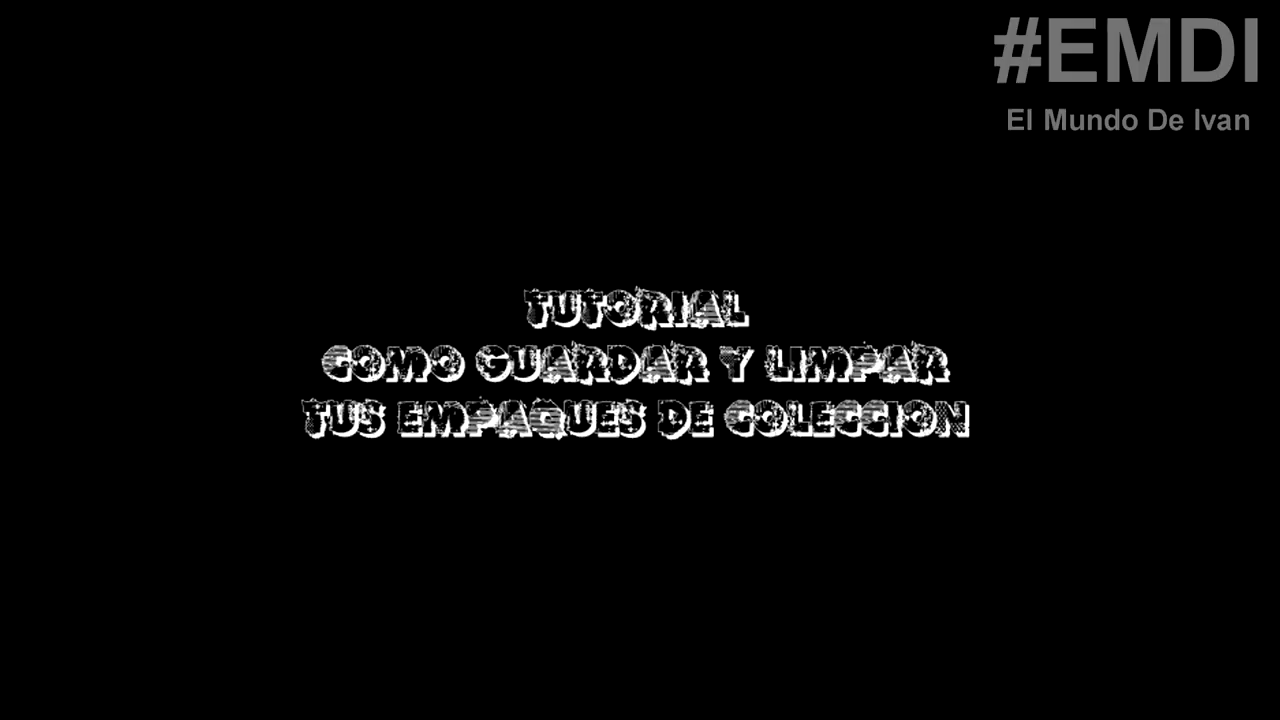 #EMDI
El Mundo De Ivan
TUTORIAL
COMO GUARDAR Y LIMPAR
TUS EMPAQUES DE COLECCION